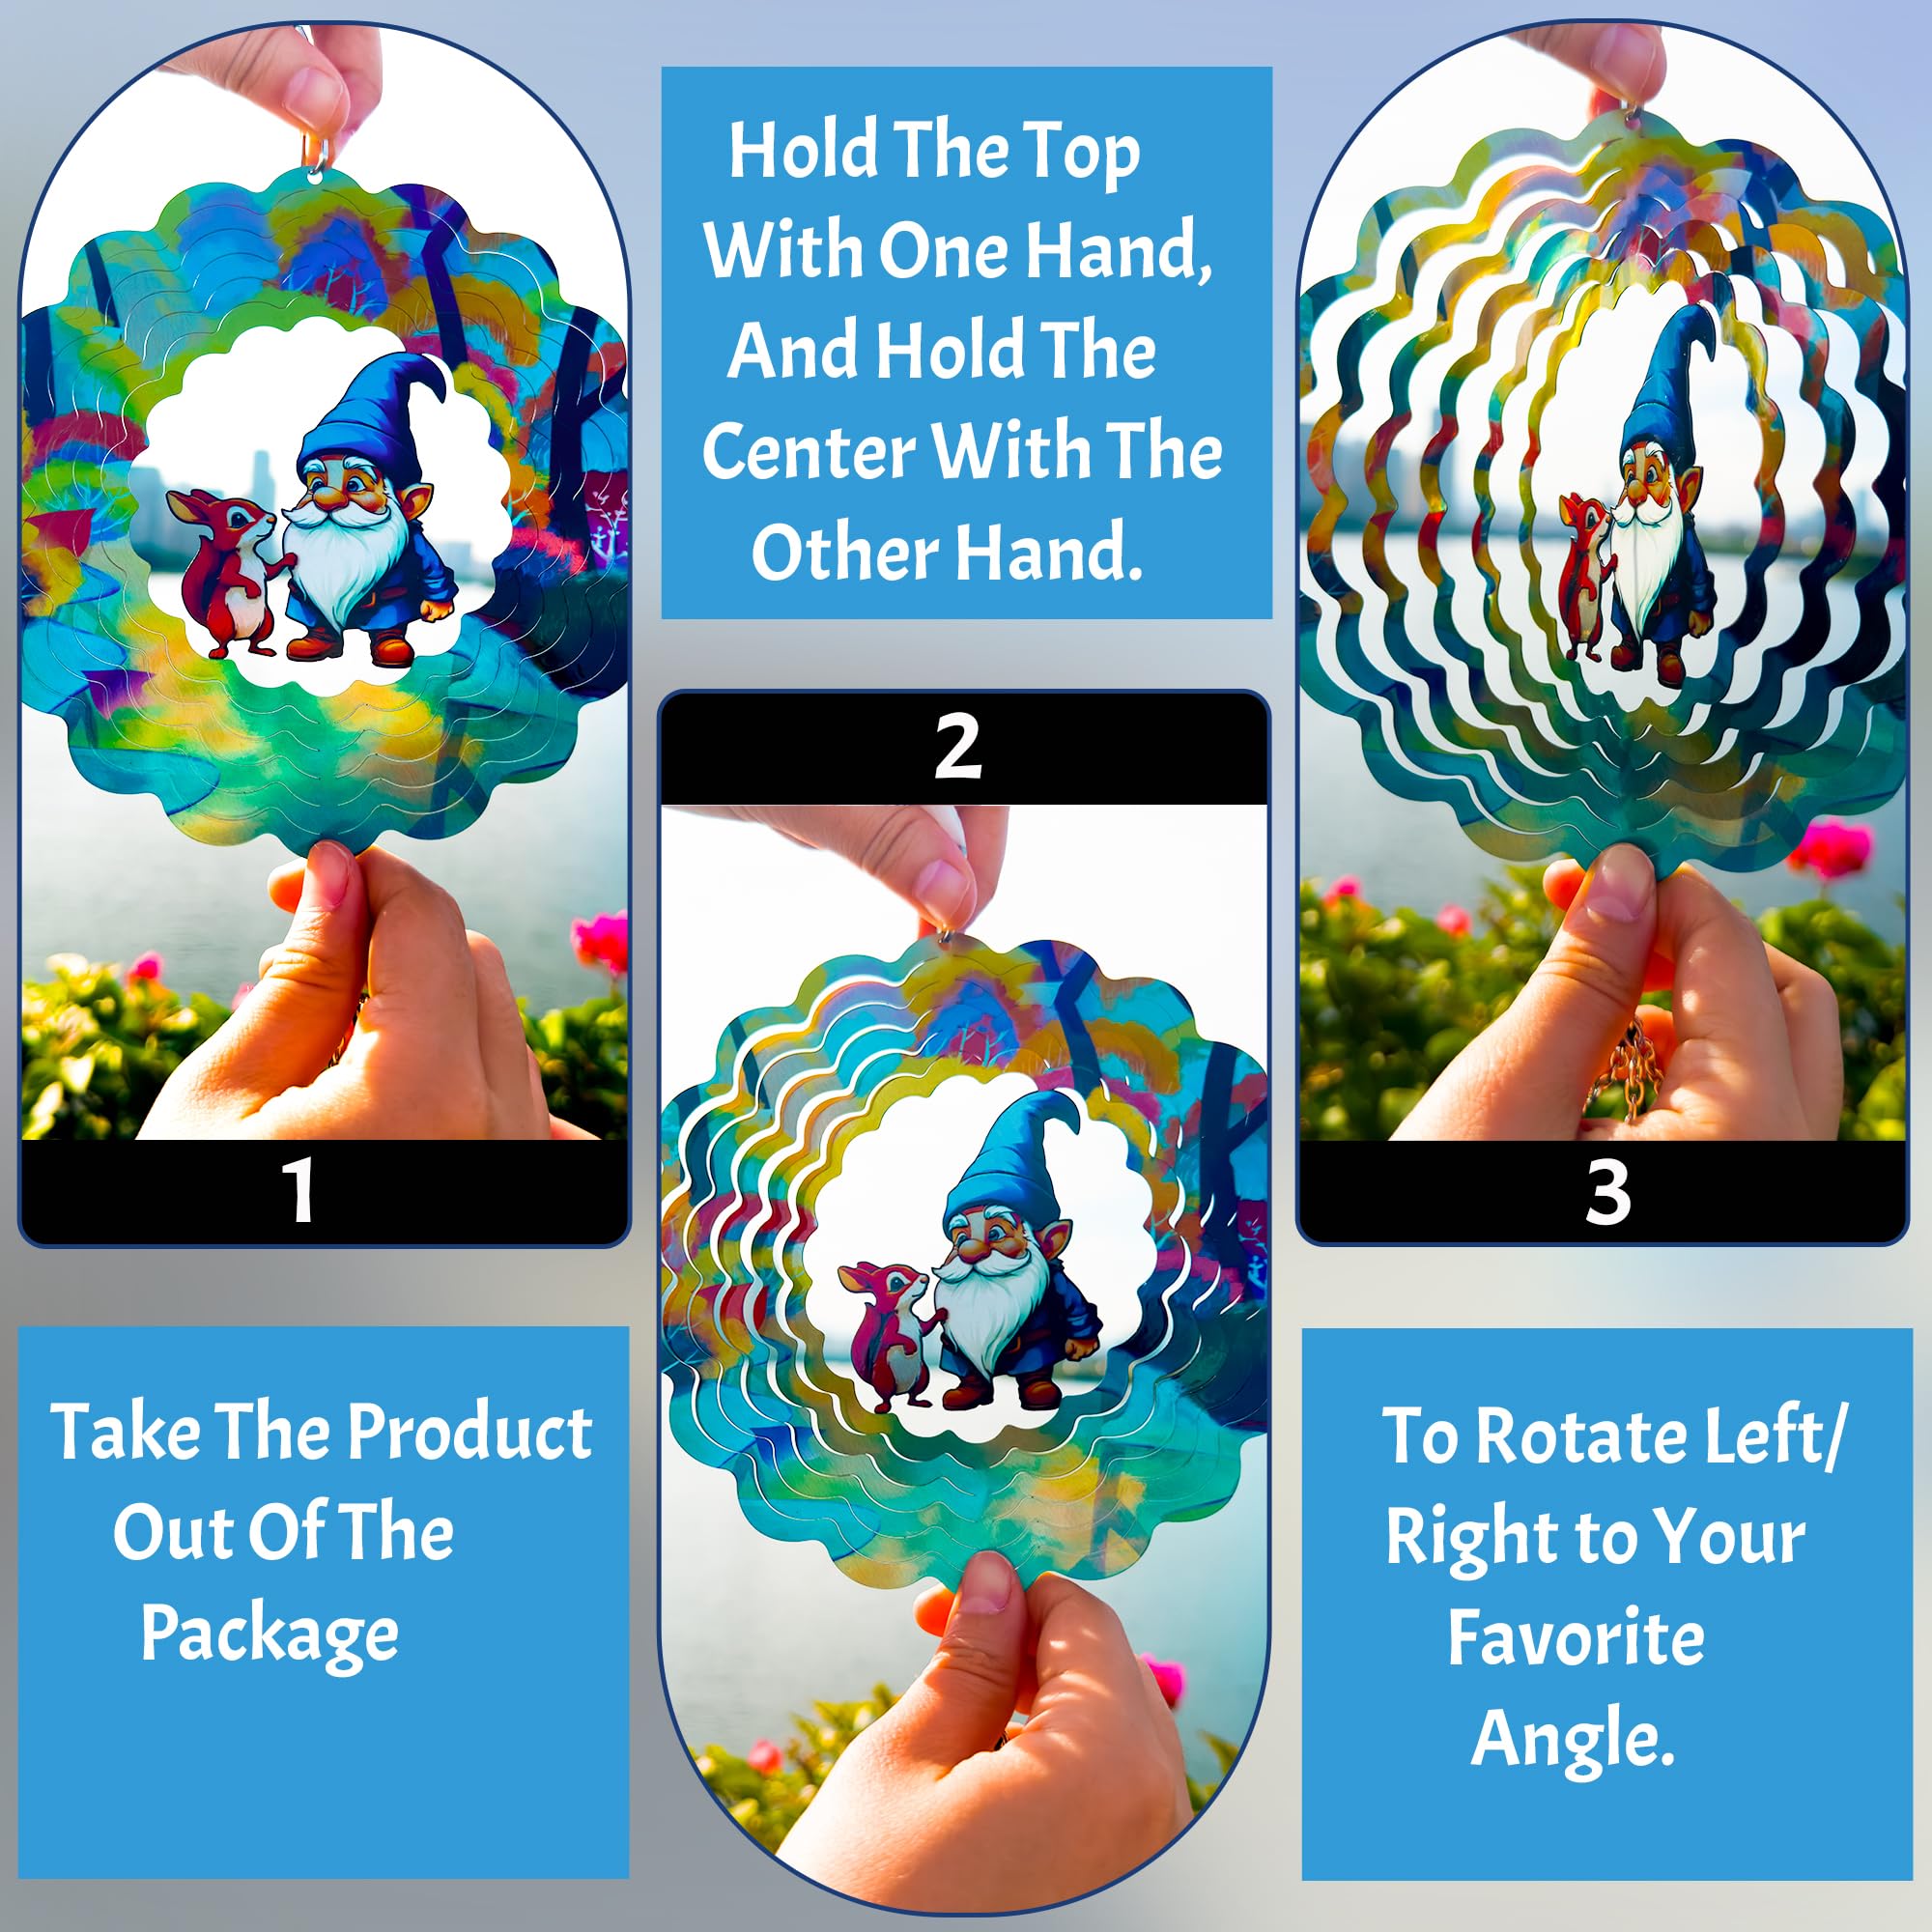 1
Take The Product
Out Of The
Package
Hold The Top
With One Hand,
And Hold The
Center With The
Other Hand.
2
3
To Rotate Left/
Right to Your
Favorite
Angle.